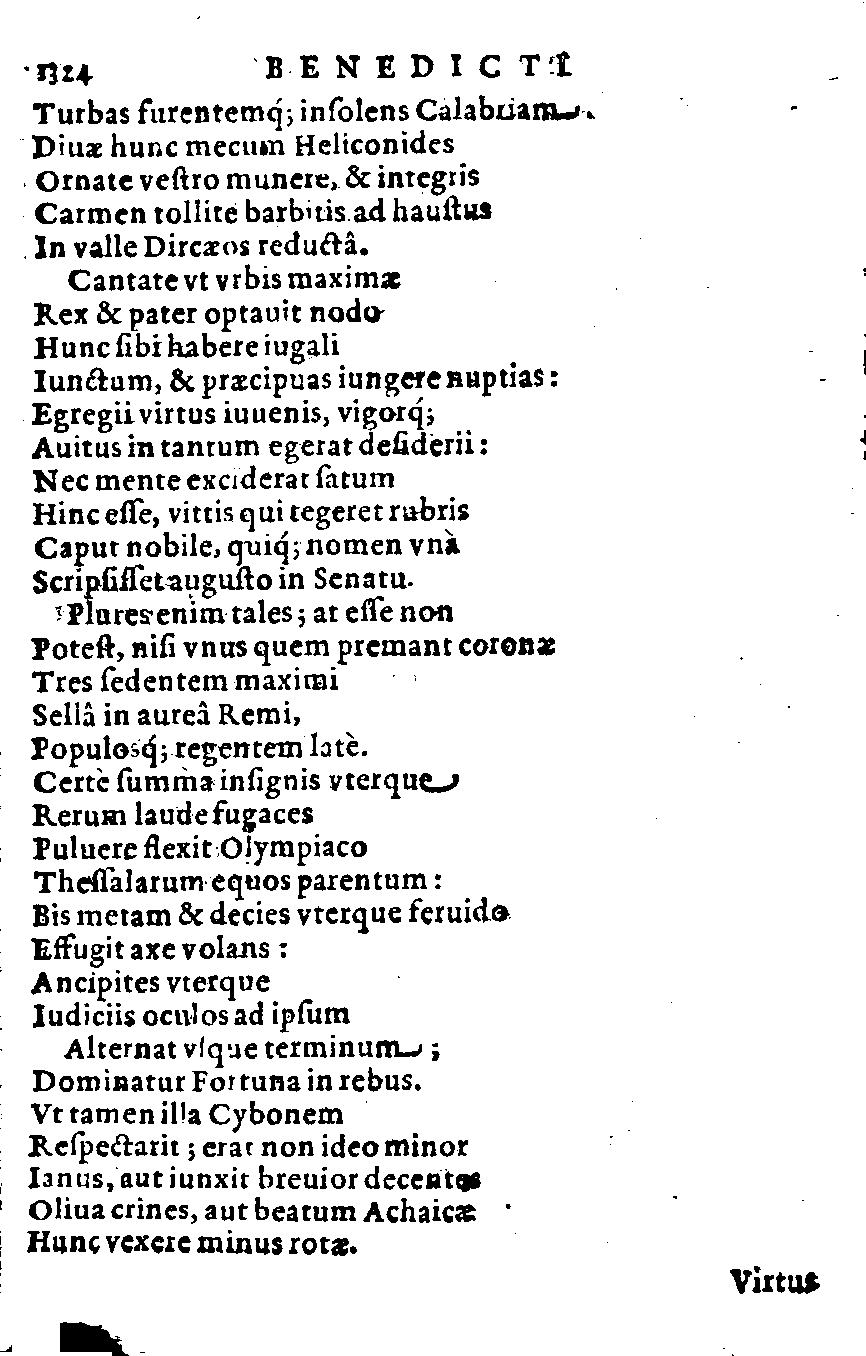 1324 BENEDICTI
Turbas furentemq́; inſolens Calabriam.
Diuæ hunc mecum Heliconides
Ornate veſtro munere, & integris
Carmen tollite barbitis ad hauſtus
In valle Dircæos reductâ.
Cantate vt vrbis maximæ
Rex & pater optauit nodo
Hunc ſibi habere iugali
Iunctum, & præcipuas iungere nuptias:
Egregii virtus iuuenis, vigorq́;
Auitus in tantum egerat deſiderii:
Nec mente exciderat ſatum
Hinc eſſe, vittis qui tegeret rubris
Caput nobile, quiq́; nomen vnà
Scripſiſſet auguſto in Senatu.
Plures enim tales; at eſſe non
Poteſt, niſi vnus quem premant coronæ
Tres ſedentem maximi
Sellâ in aureâ Remi,
Populosq́; regentem latè.
Certè ſumma inſignis vterque
Rerum laude fugaces
Puluere flexit Olympiaco
Theſſalarum equos parentum:
Bis metam & decies vterque feruido
Effugit axe volans:
Ancipites vterque
Iudiciis oculos ad ipſum
Alternat vſque terminum;
Dominatur Fortuna in rebus.
Vt tamen illa Cybonem
Reſpectarit; erat non ideo minor
Ianus, aut iunxit breuior decentes
Oliua crines, aut beatum Achaicæ
Hunc vexere minus rotæ.
Virtus